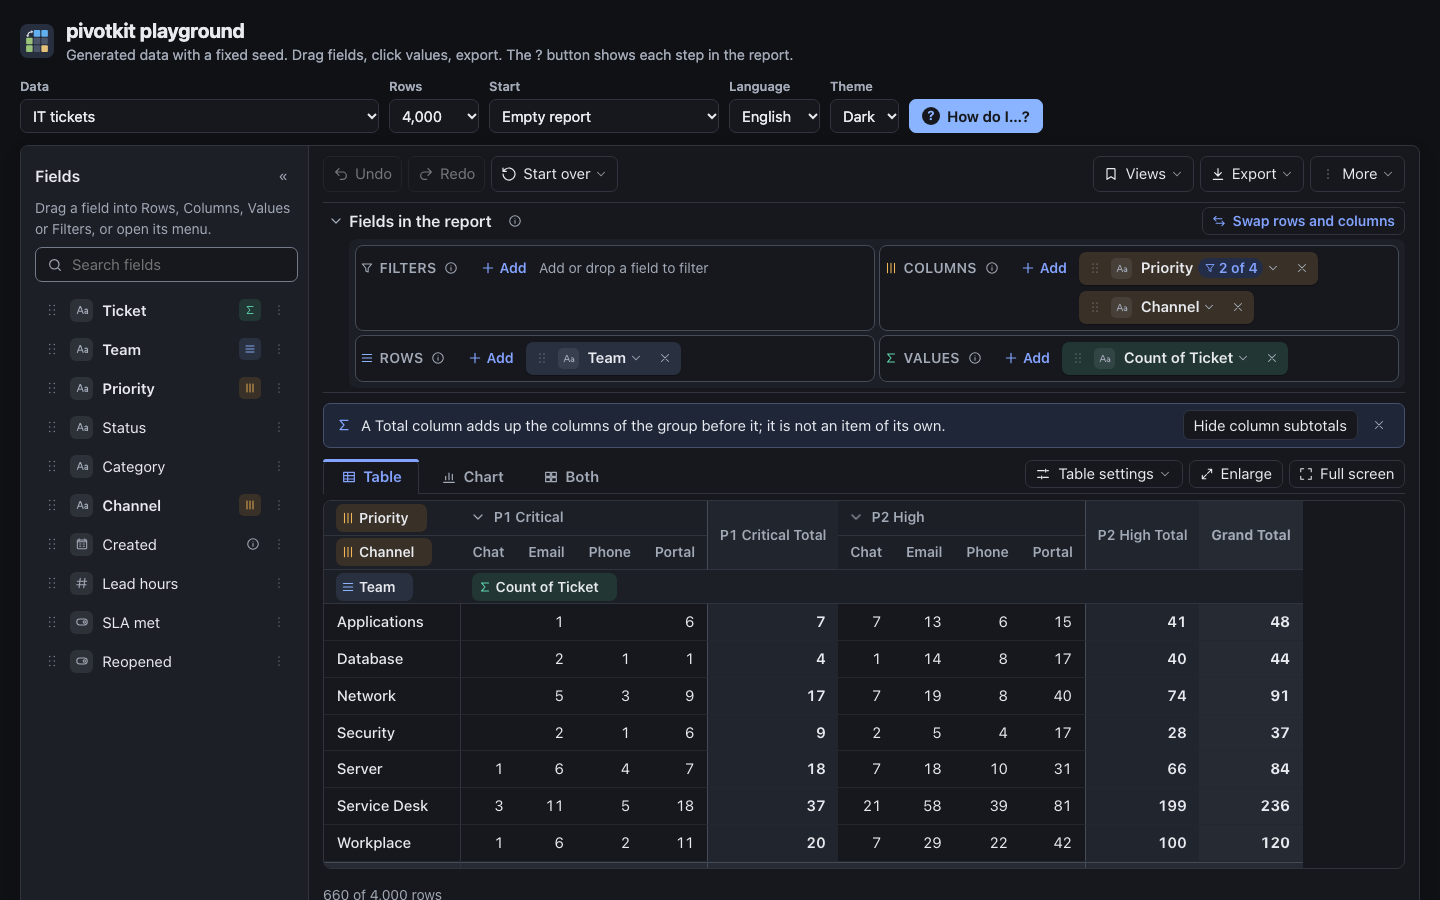 pivotkit playground
Generated data with a fixed seed. Drag fields, click values, export. The ? button shows each step in the report.
Data Rows Start Language Theme
IT tickets 4,000 Empty report English Dark ? How do I...?
Fields «
Drag a field into Rows, Columns, Values
or Filters, or open its menu.
Search fields
Aa Ticket Σ
Aa Team
Aa Priority
Aa Status
Aa Category
Aa Channel
Created
# Lead hours
SLA met
Reopened
Undo Redo Start over Views Export More
Fields in the report Swap rows and columns
FILTERS + Add Add or drop a field to filter
COLUMNS + Add Aa Priority 2 of 4
Aa Channel
ROWS + Add Aa Team
Σ VALUES + Add Aa Count of Ticket
Σ A Total column adds up the columns of the group before it; it is not an item of its own. Hide column subtotals
Table Chart Both Table settings Enlarge Full screen
Priority P1 Critical P1 Critical Total P2 High P2 High Total Grand Total
Channel Chat Email Phone Portal Chat Email Phone Portal
Team Σ Count of Ticket
Applications 1 6 7 7 13 6 15 41 48
Database 2 1 1 4 1 14 8 17 40 44
Network 5 3 9 17 7 19 8 40 74 91
Security 2 1 6 9 2 5 4 17 28 37
Server 1 6 4 7 18 7 18 10 31 66 84
Service Desk 3 11 5 18 37 21 58 39 81 199 236
Workplace 1 6 2 11 20 7 29 22 42 100 120
660 of 4,000 rows